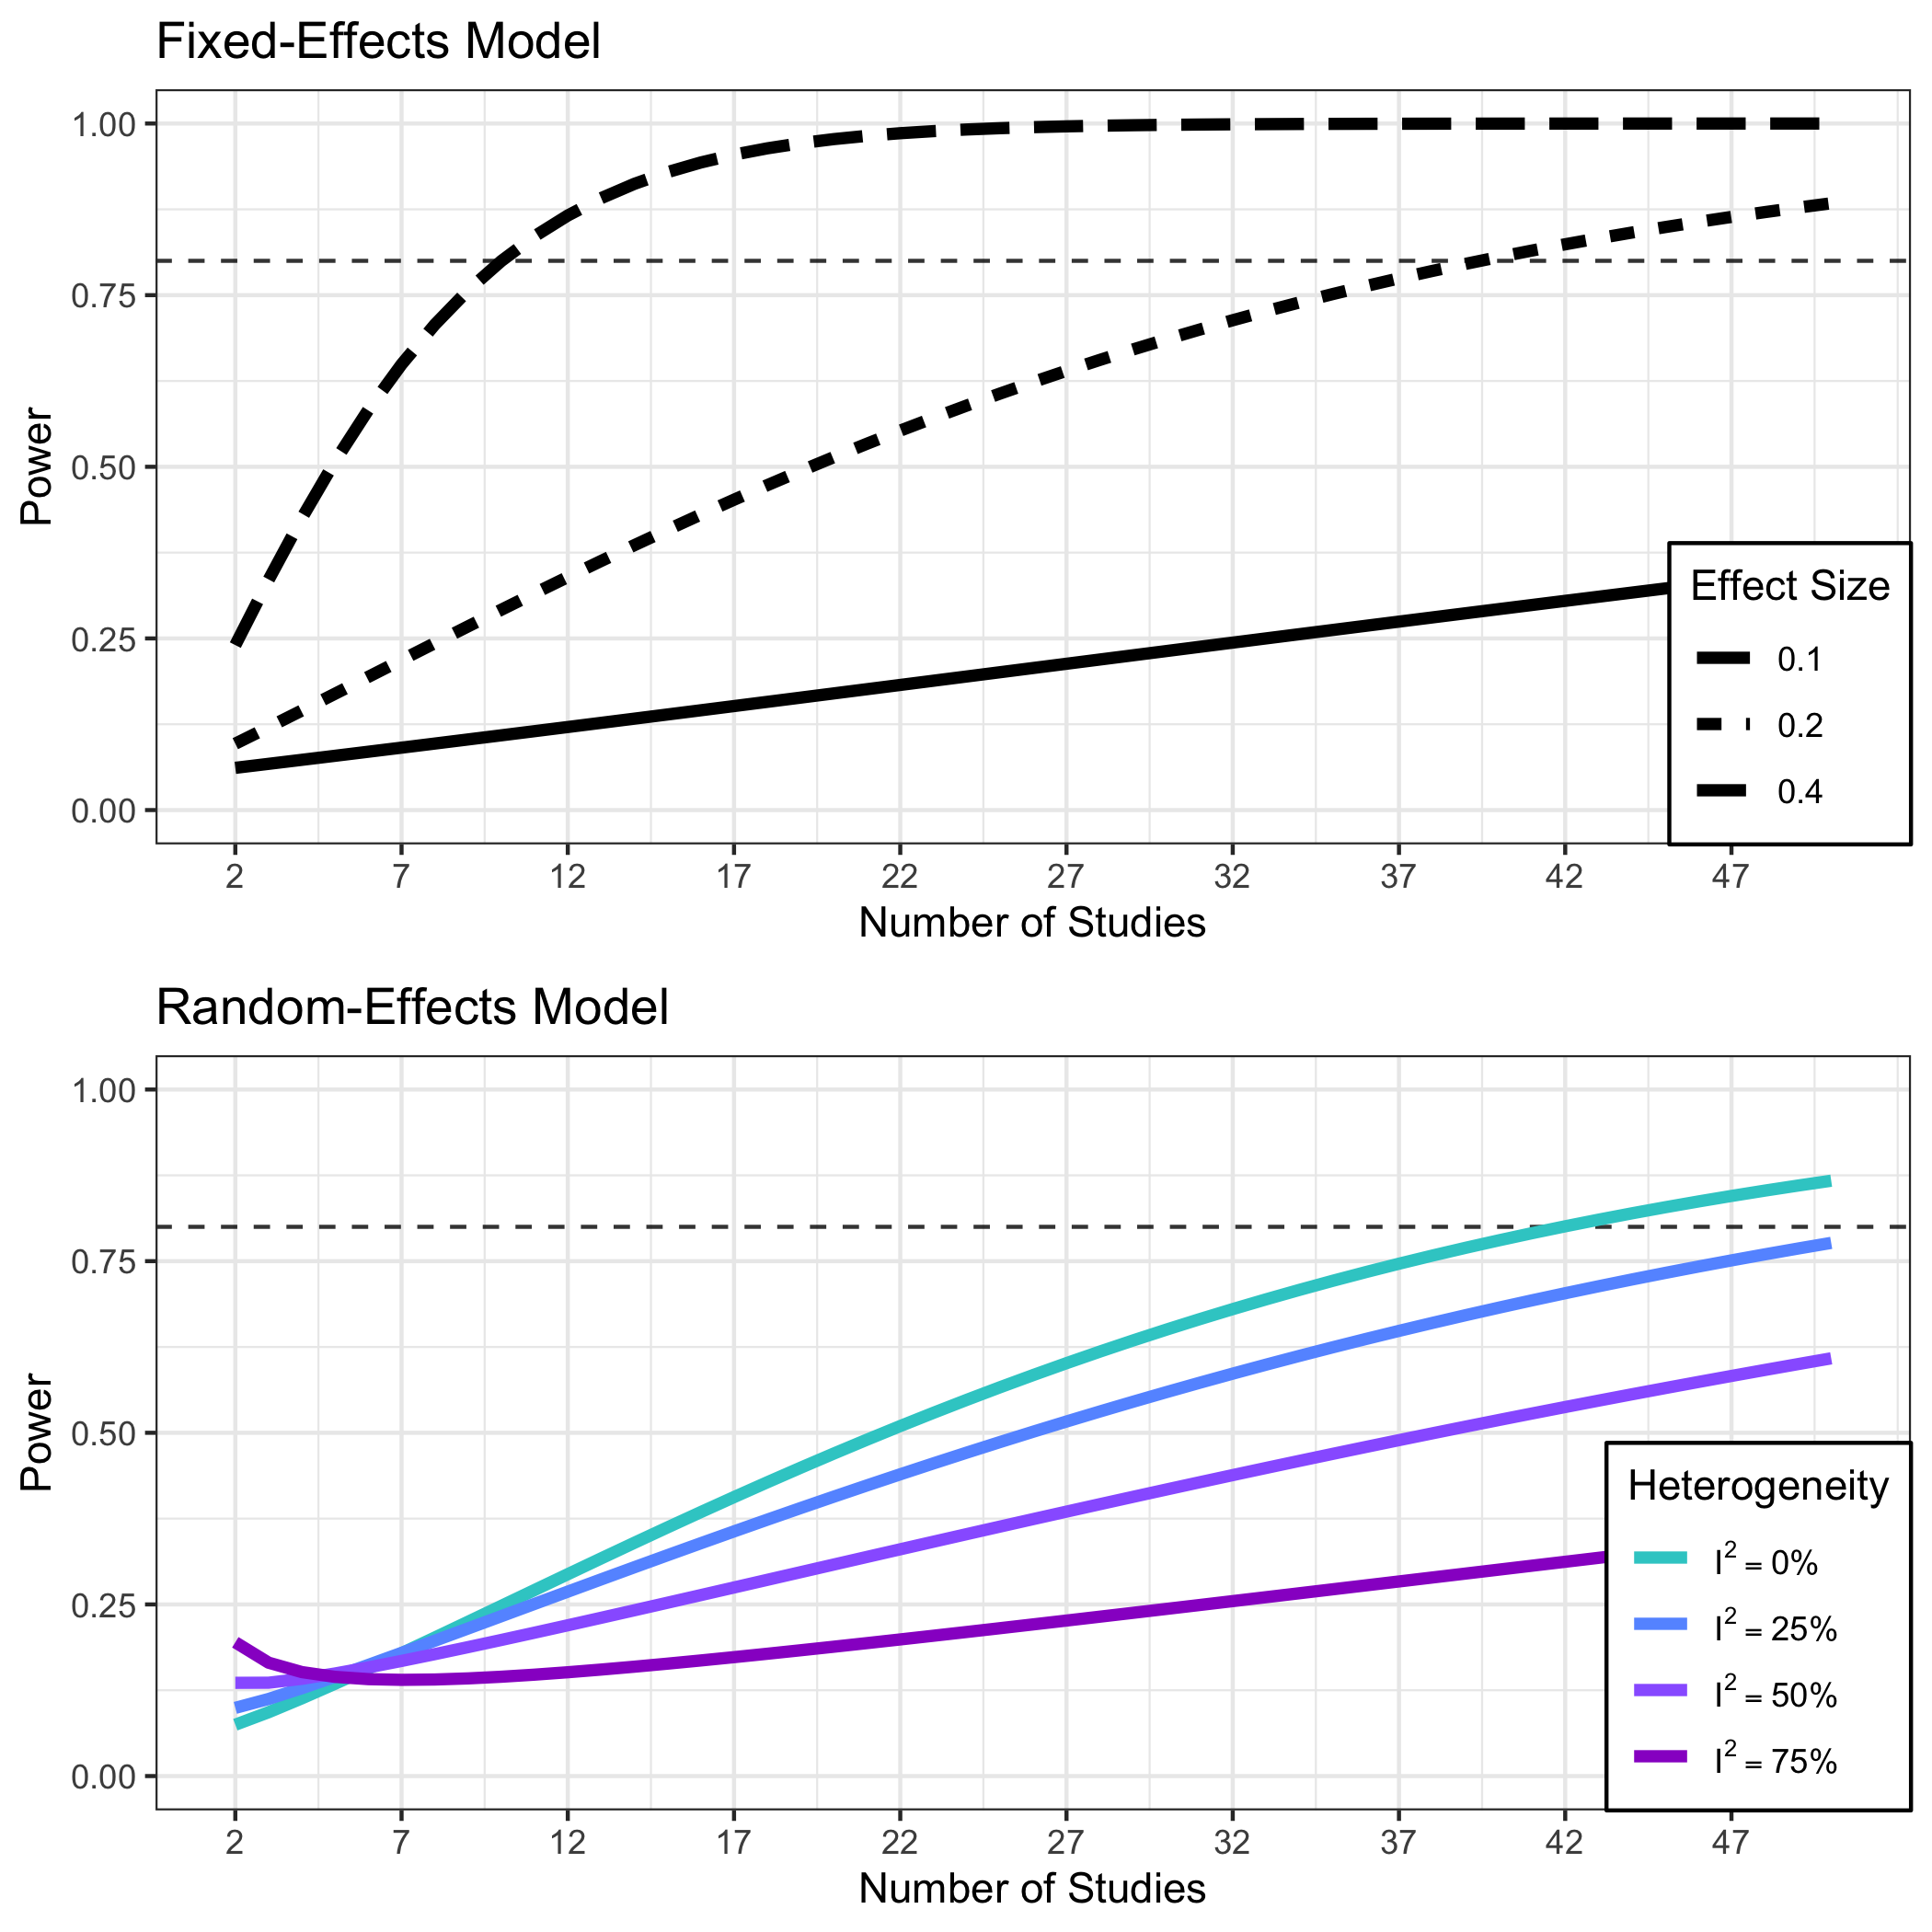 Fixed-Effects Model
Power
1.00
0.75
0.50
0.25
0.00
Effect Size
0.1
0.2
0.4
2 7 12 17 22 27 32 37 42 47
Number of Studies
Random-Effects Model
Power
1.00
0.75
0.50
0.25
0.00
Heterogeneity
I² = 0%
I² = 25%
I² = 50%
I² = 75%
2 7 12 17 22 27 32 37 42 47
Number of Studies